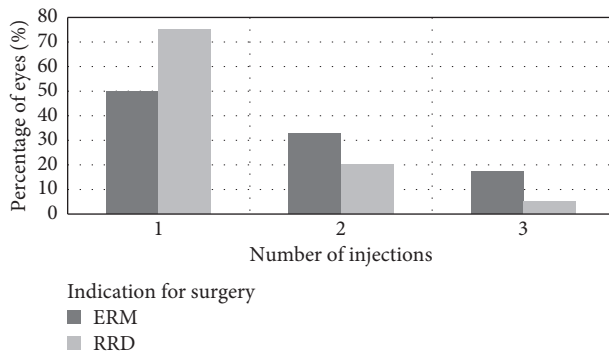 Percentage of eyes (%)
80
70
60
50
40
30
20
10
0
1 2 3
Number of injections
Indication for surgery
ERM
RRD